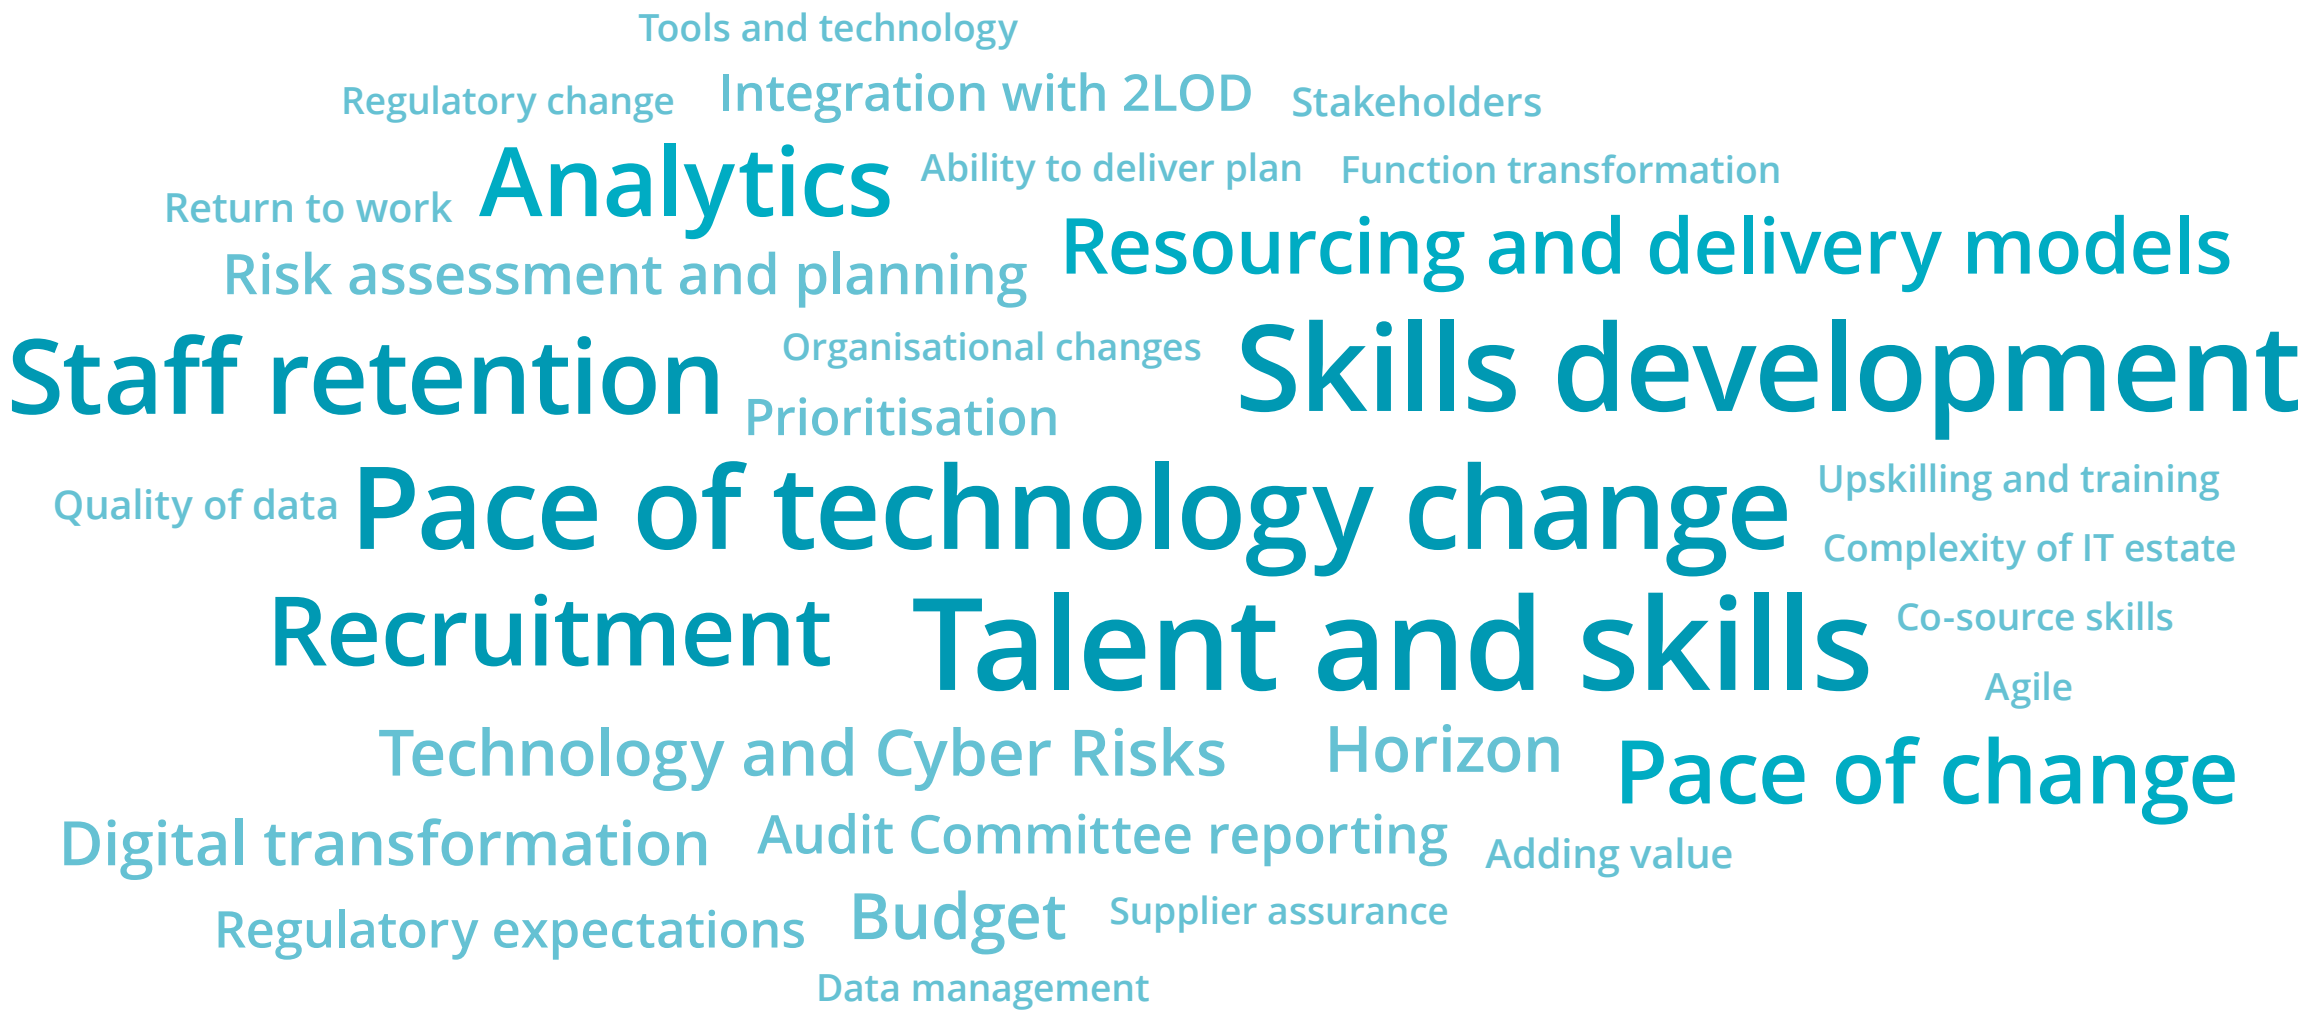 Tools and technology
Regulatory change
Integration with 2LOD
Stakeholders
Analytics
Ability to deliver plan
Function transformation
Return to work
Resourcing and delivery models
Risk assessment and planning
Staff retention
Organisational changes
Skills development
Prioritisation
Quality of data
Pace of technology change
Upskilling and training
Complexity of IT estate
Recruitment
Talent and skills
Co-source skills
Agile
Technology and Cyber Risks
Horizon
Pace of change
Digital transformation
Audit Committee reporting
Adding value
Regulatory expectations
Budget
Supplier assurance
Data management